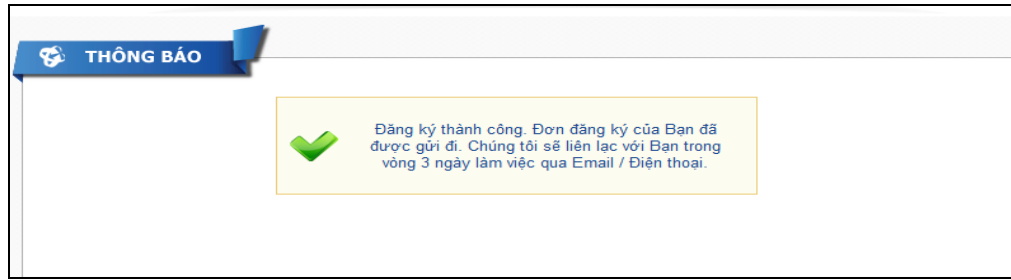 THÔNG BÁO
Đăng ký thành công. Đơn đăng ký của Bạn đã
được gửi đi. Chúng tôi sẽ liên lạc với Bạn trong
vòng 3 ngày làm việc qua Email / Điện thoại.